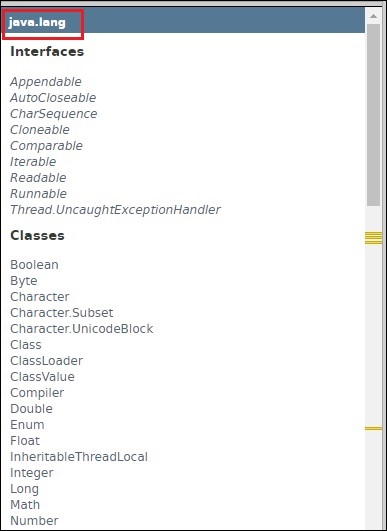 java.lang
Interfaces
Appendable
AutoCloseable
CharSequence
Cloneable
Comparable
Iterable
Readable
Runnable
Thread.UncaughtExceptionHandler
Classes
Boolean
Byte
Character
Character.Subset
Character.UnicodeBlock
Class
ClassLoader
ClassValue
Compiler
Double
Enum
Float
InheritableThreadLocal
Integer
Long
Math
Number